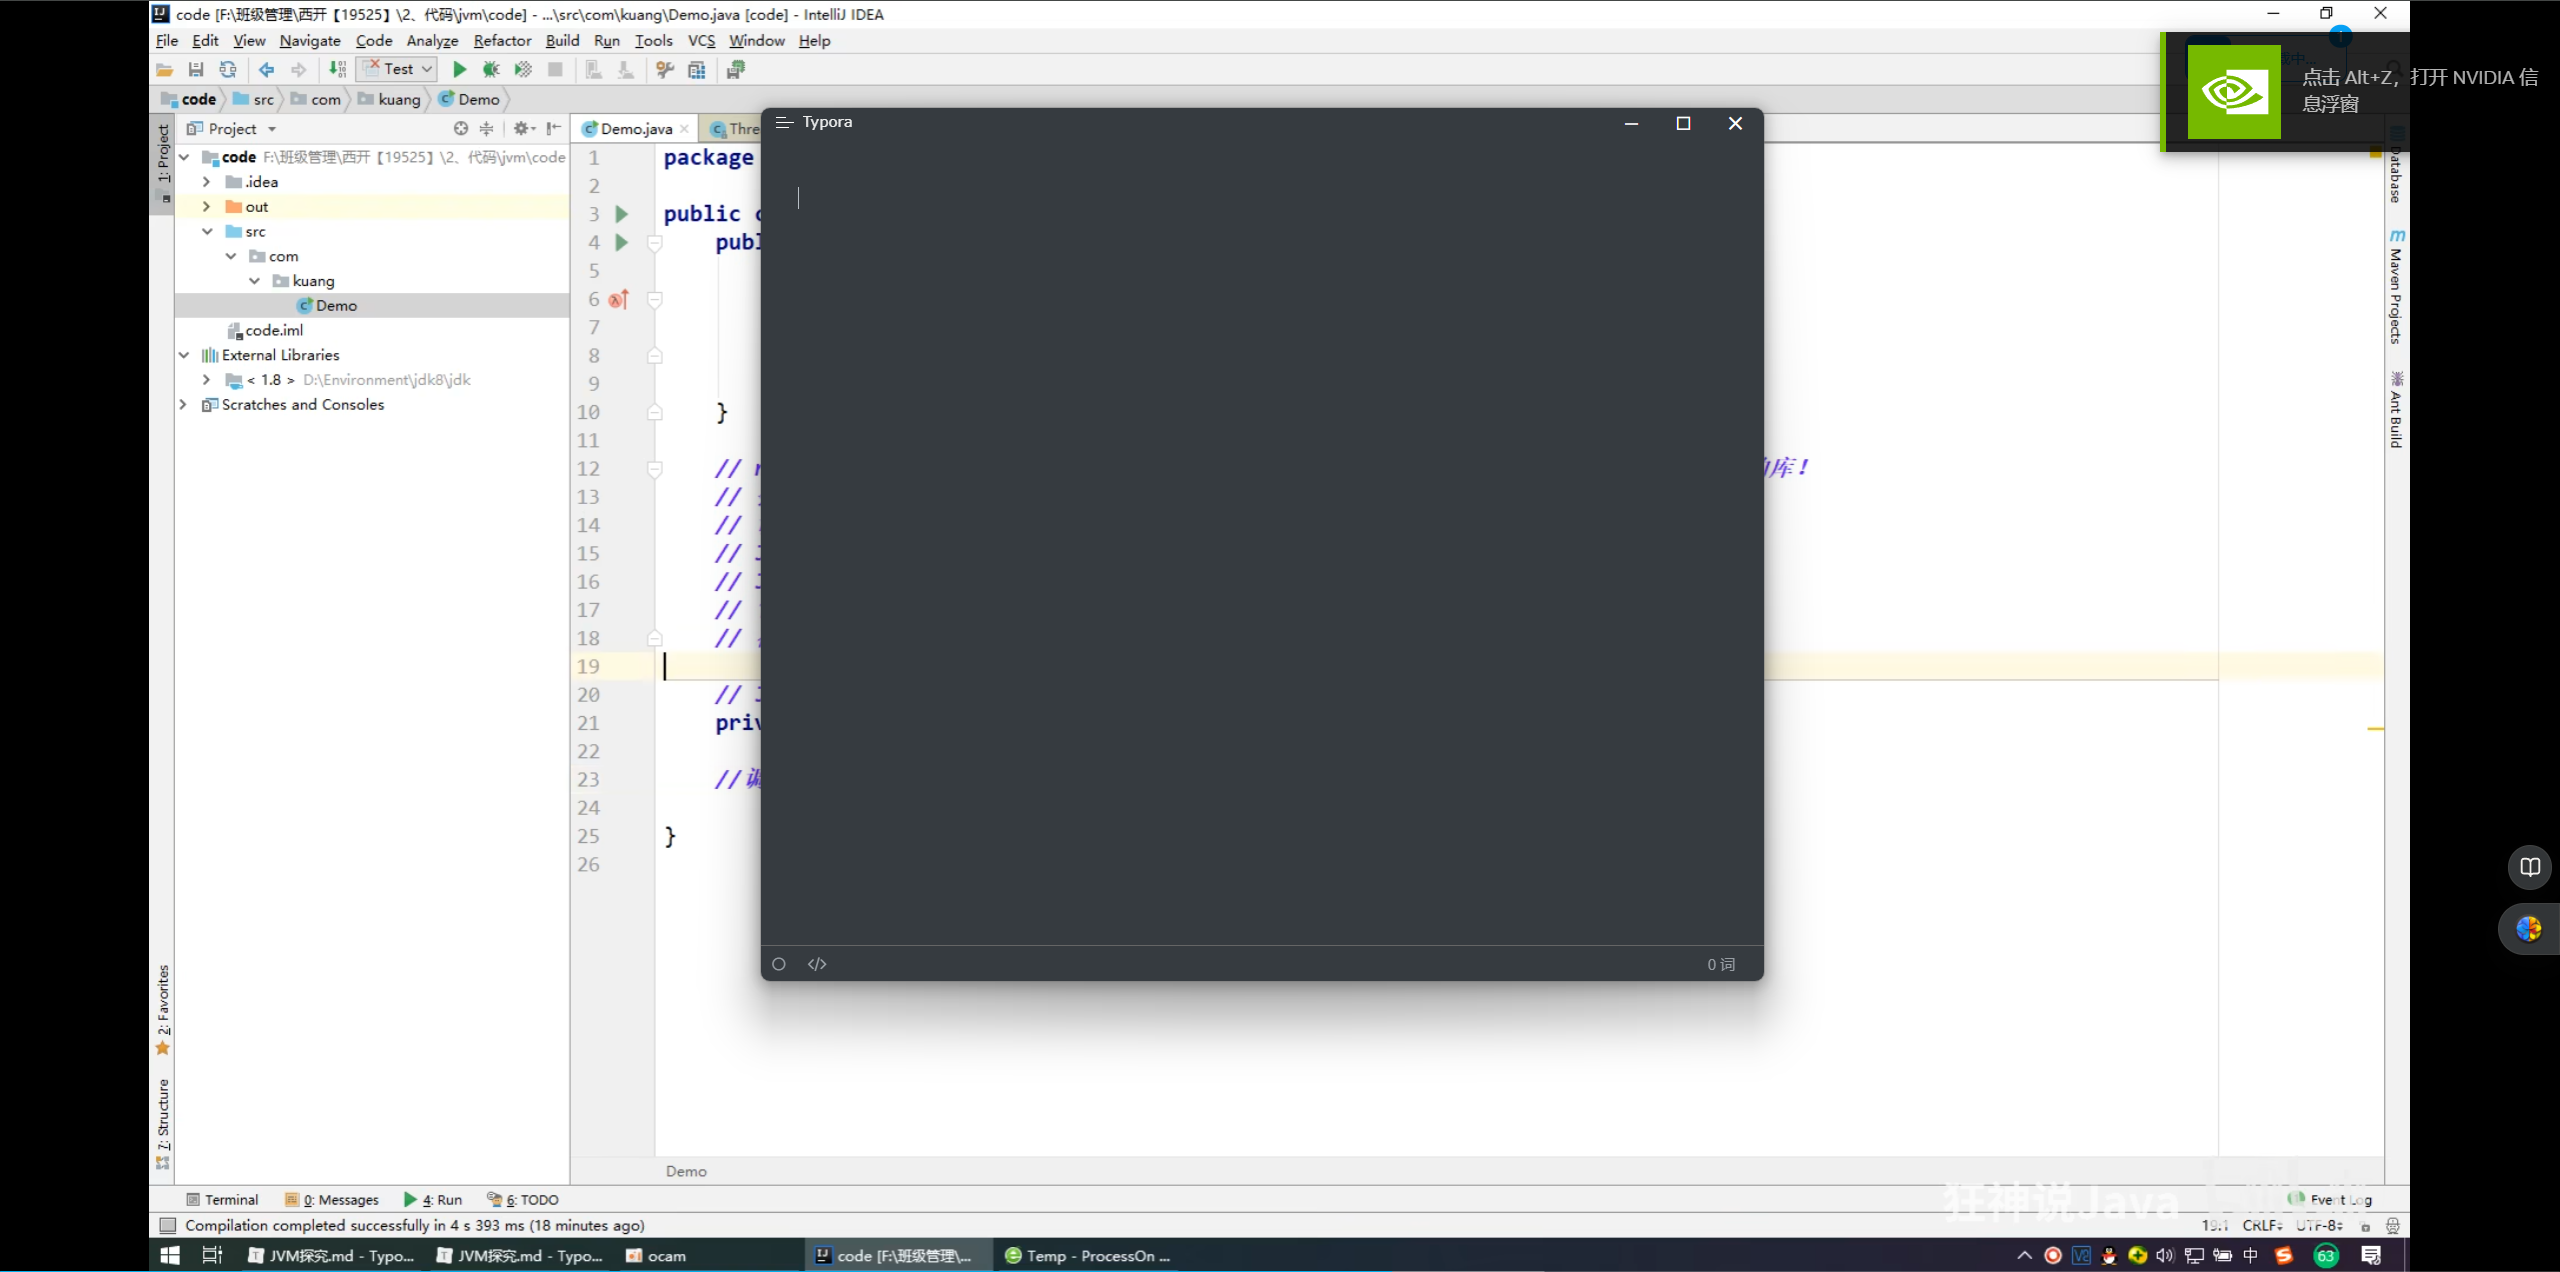 code [F:\班级管理\西开【19525】\2、代码\jvm\code] - ...\src\com\kuang\Demo.java [code] - IntelliJ IDEA
File Edit View Navigate Code Analyze Refactor Build Run Tools VCS Window Help
Test
点击 Alt+Z，打开 NVIDIA 信
息浮窗
code src com kuang Demo
1: Project
Project
Demo.java
Thre
Typora
code F:\班级管理\西开【19525】\2、代码\jvm\code
.idea
out
src
com
kuang
Demo
code.iml
External Libraries
< 1.8 > D:\Environment\jdk8\jdk
Scratches and Consoles
1 package
2
3 public
4 publ
5
6
7
8
9
10 }
11
12 // 库！
13 //
14 //
15 //
16 //
17 //
18 //
19
20 //
21 priv
22
23 //调
24
25 }
26
0 词
Database
Maven Projects
Ant Build
2: Favorites
7: Structure
Demo
狂神说Java
Terminal 0: Messages 4: Run 6: TODO Event Log
Compilation completed successfully in 4 s 393 ms (18 minutes ago) 19:1 CRLF UTF-8
JVM探究.md - Typo... JVM探究.md - Typo... ocam code [F:\班级管理\... Temp - ProcessOn ... 中 63